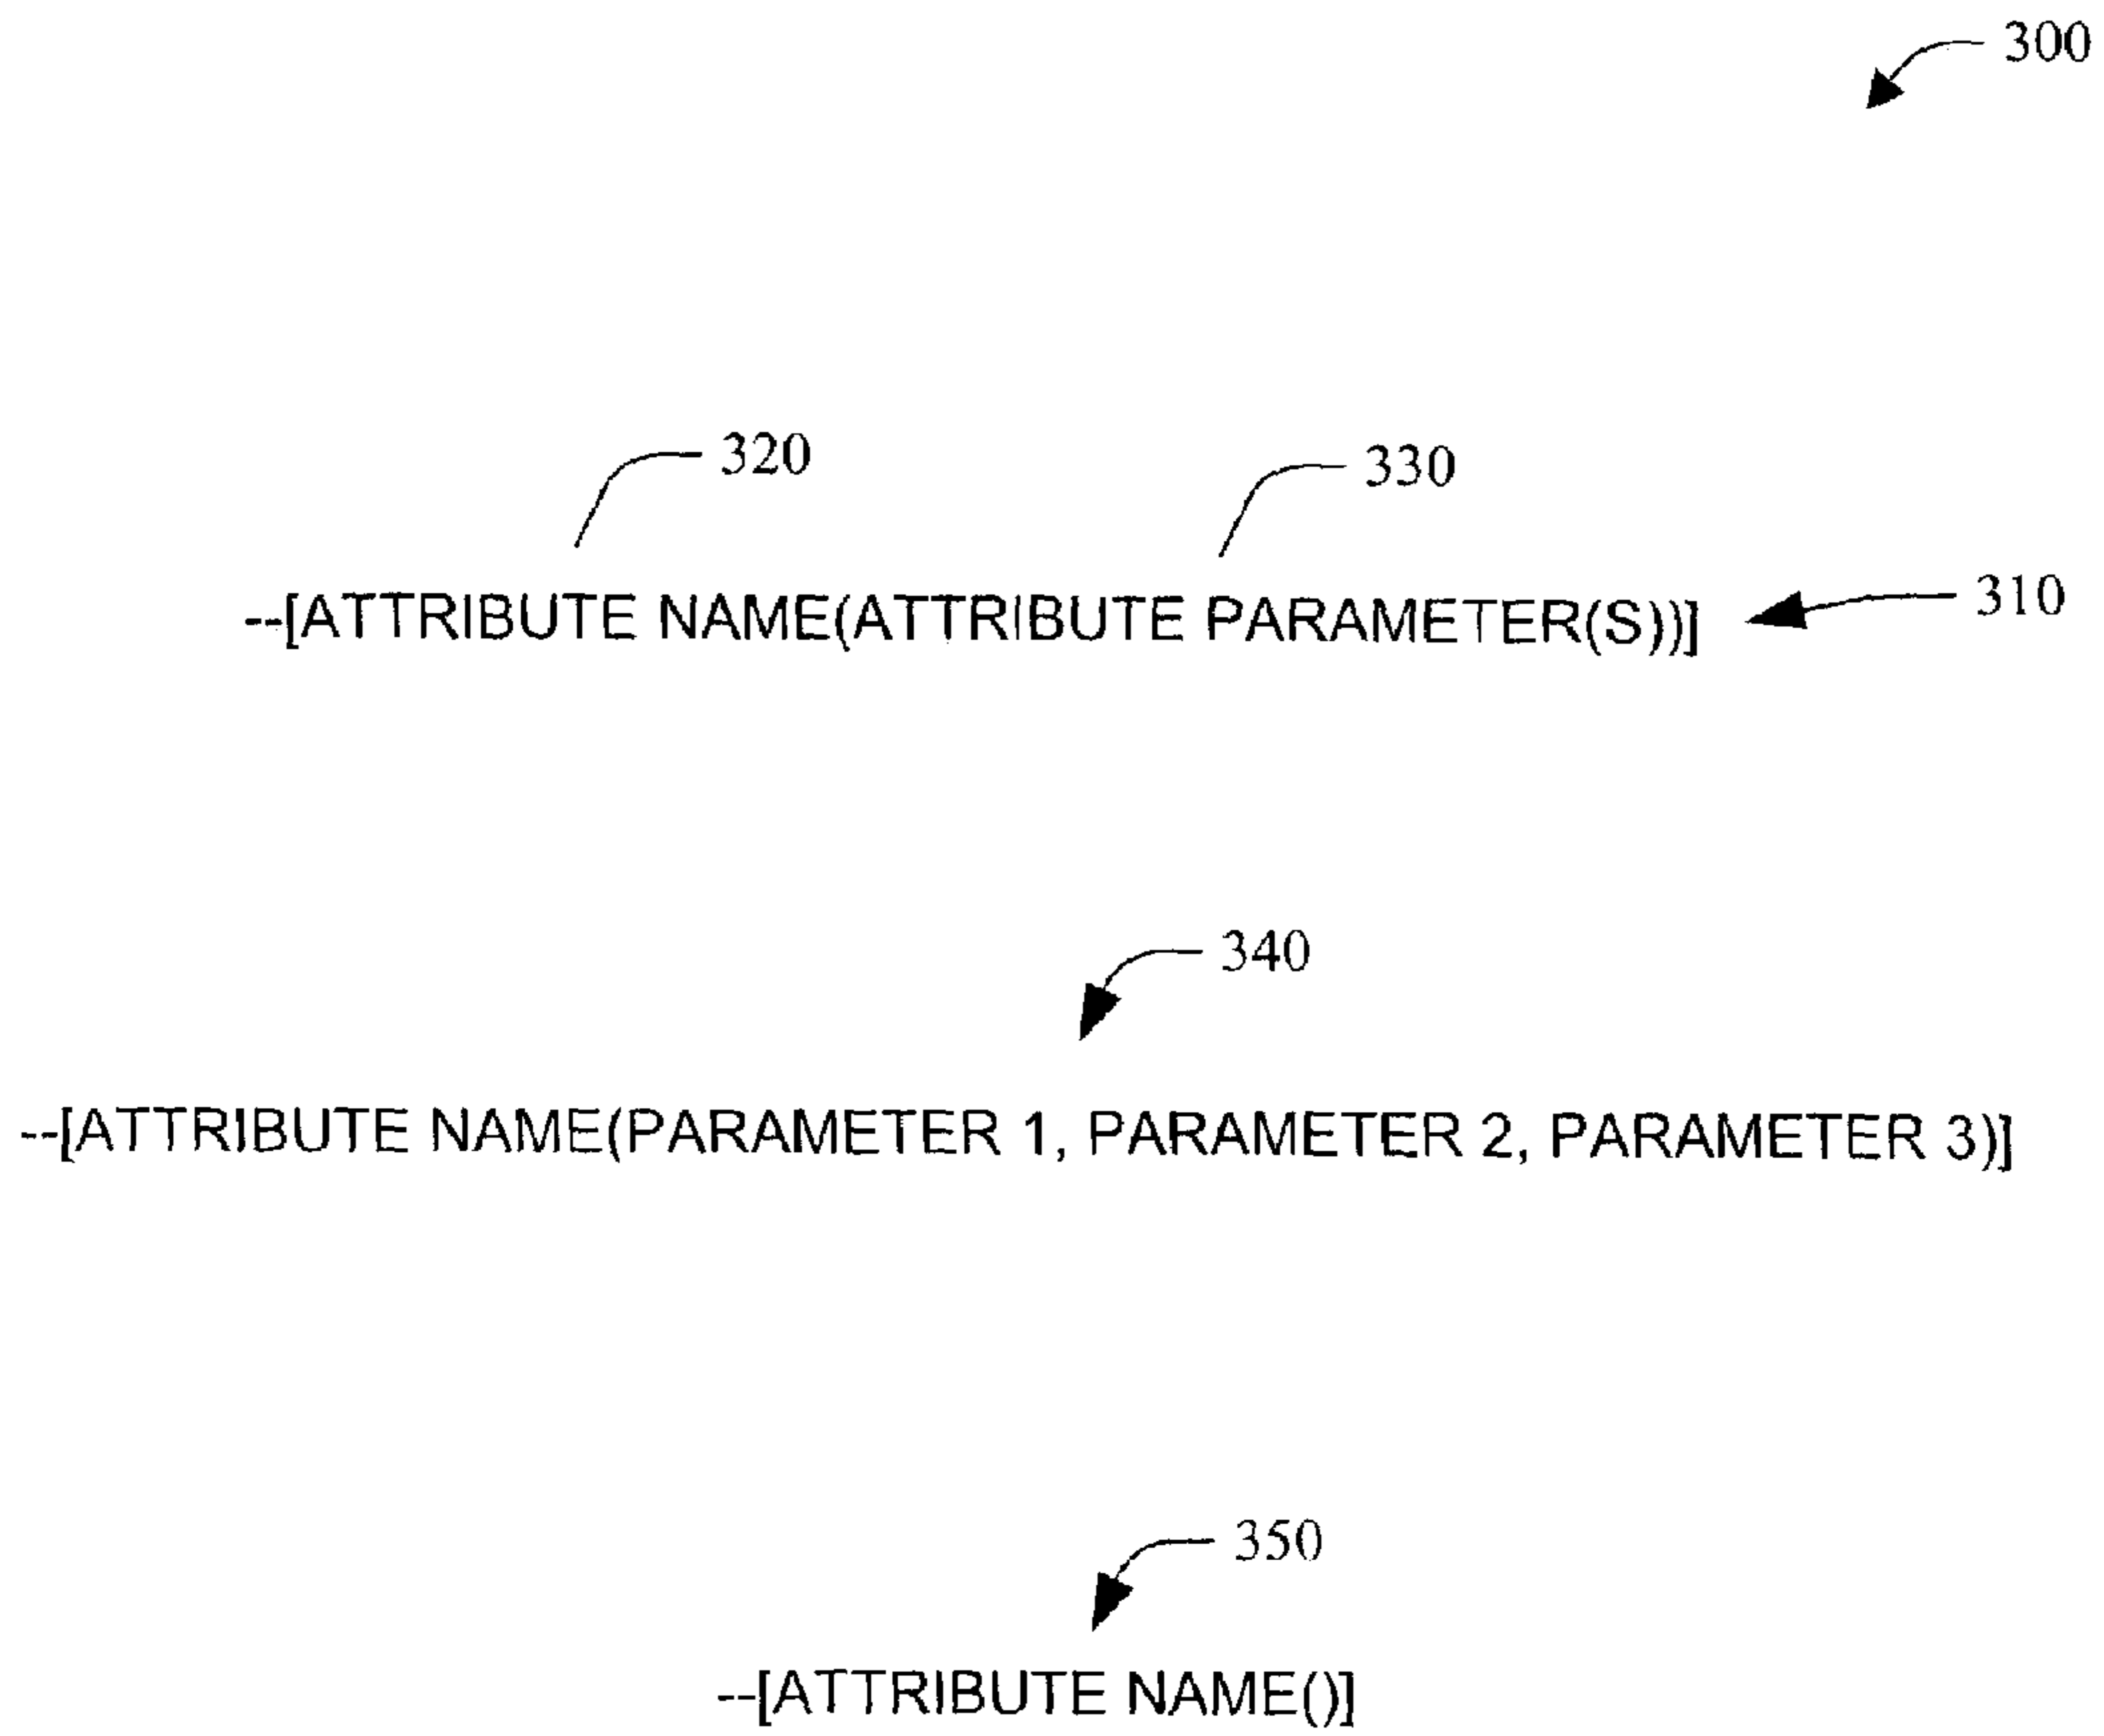 300
320
330
--[ATTRIBUTE NAME(ATTRIBUTE PARAMETER(S))]
310
340
--[ATTRIBUTE NAME(PARAMETER 1, PARAMETER 2, PARAMETER 3)]
350
--[ATTRIBUTE NAME()]